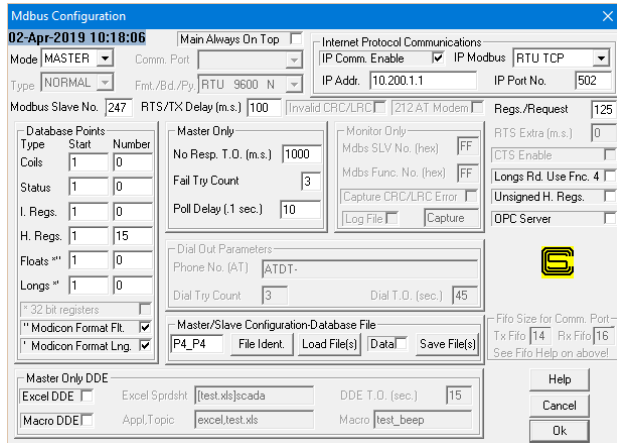 Mdbus Configuration
02-Apr-2019 10:18:06
Main Always On Top
Mode MASTER
Comm. Port
Type NORMAL
Fmt./Bd./Py. RTU 9600 N
Internet Protocol Communications
IP Comm. Enable
IP Modbus RTU TCP
IP Addr. 10.200.1.1
IP Port No. 502
Modbus Slave No. 247
RTS/TX Delay (m.s.) 100
Invalid CRC/LRC
212 AT Modem
Regs./Request 125
Database Points
Type Start Number
Coils 1 0
Status 1 0
I. Regs. 1 0
H. Regs. 1 15
Floats *" 1 0
Longs *' 1 0
* 32 bit registers
" Modicon Format Flt.
' Modicon Format Lng.
Master Only
No Resp. T.O. (m.s.) 1000
Fail Try Count 3
Poll Delay (.1 sec.) 10
Monitor Only
Mdbs SLV No. (hex) FF
Mdbs Func. No. (hex) FF
Capture CRC/LRC Error
Log File
Capture
RTS Extra (m.s.) 0
CTS Enable
Longs Rd. Use Fnc. 4
Unsigned H. Regs.
OPC Server
Dial Out Parameters
Phone No. (AT) ATDT-
Dial Try Count 3
Dial T.O. (sec.) 45
Master/Slave Configuration-Database File
P4_P4
File Ident.
Load File(s)
Data
Save File(s)
Fifo Size for Comm. Port
Tx Fifo 14 Rx Fifo 16
See Fifo Help on above!
Master Only DDE
Excel DDE
Excel Sprdsht [test.xls]scada
DDE T.O. (sec.) 15
Macro DDE
Appl,Topic excel,test.xls
Macro test_beep
Help
Cancel
Ok